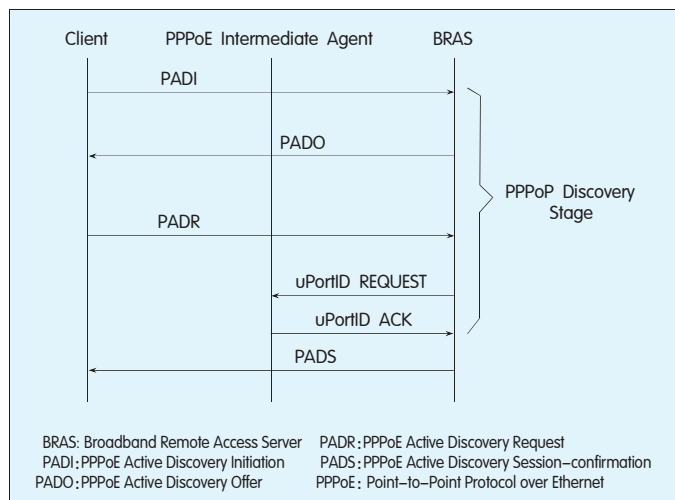 Client PPPoE Intermediate Agent BRAS
PADI
PADO
PPPoP Discovery
Stage
PADR
uPortID REQUEST
uPortID ACK
PADS
BRAS: Broadband Remote Access Server PADR:PPPoE Active Discovery Request
PADI:PPPoE Active Discovery Initiation PADS:PPPoE Active Discovery Session–confirmation
PADO:PPPoE Active Discovery Offer PPPoE: Point–to–Point Protocol over Ethernet